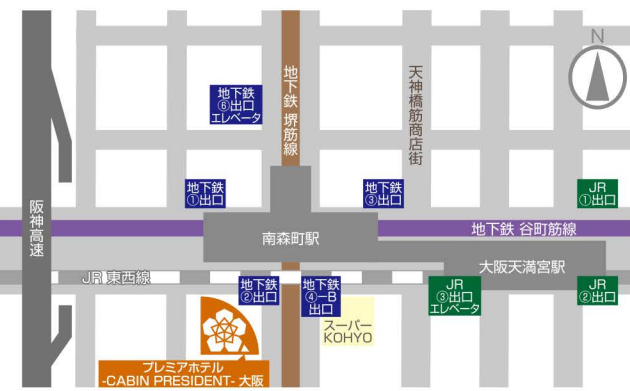 N
地下鉄 堺筋線
天神橋筋商店街
地下鉄
⑥出口
エレベータ
地下鉄
①出口
地下鉄
③出口
JR
①出口
阪神高速
地下鉄 谷町筋線
南森町駅
大阪天満宮駅
JR 東西線
地下鉄
②出口
地下鉄
④-B
出口
JR
③出口
エレベータ
JR
②出口
スーパー
KOHYO
プレミアホテル
-CABIN PRESIDENT- 大阪